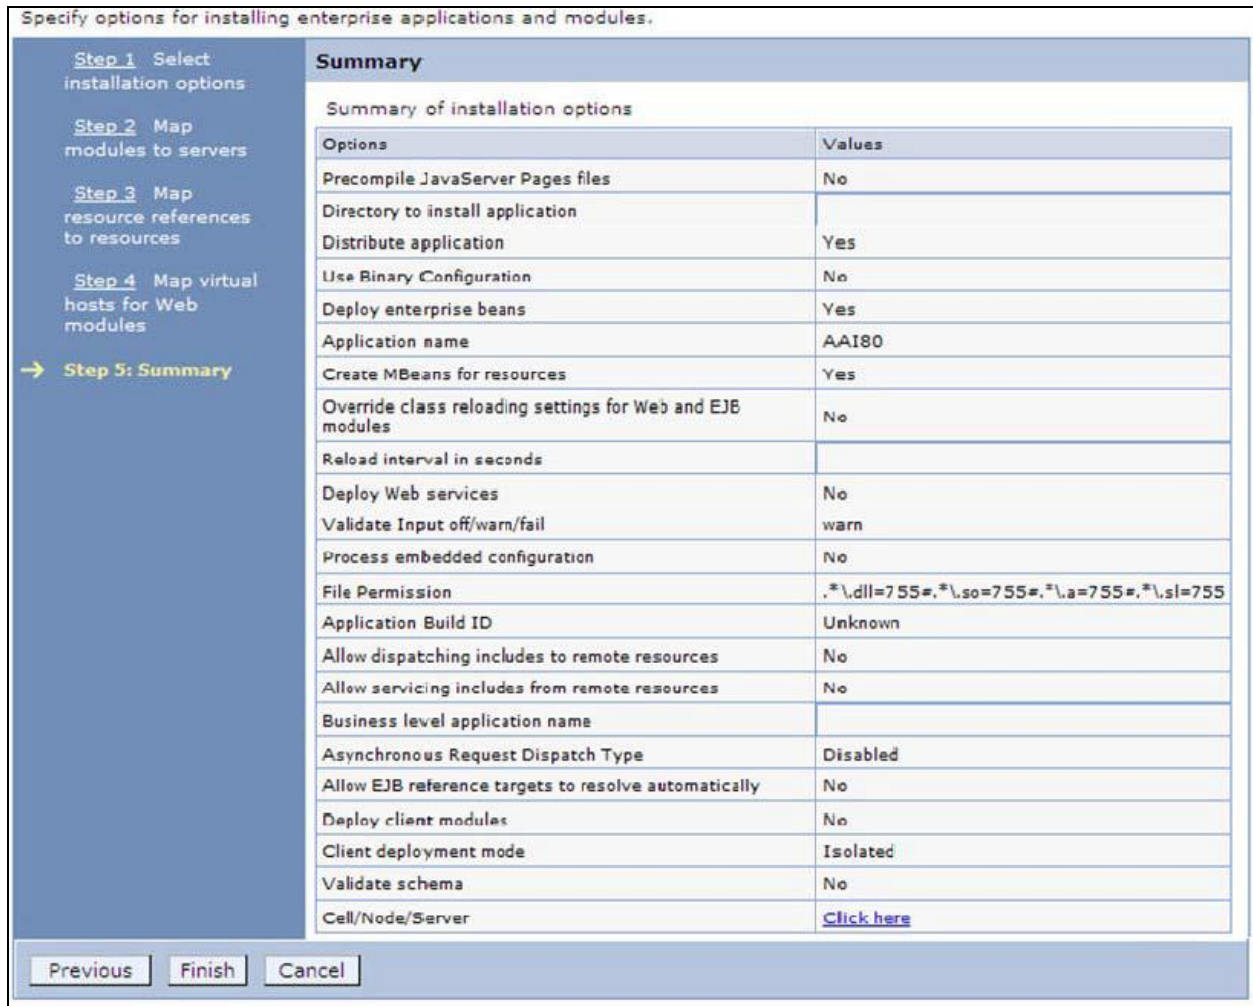 Specify options for installing enterprise applications and modules.
Step 1 Select
installation options
Step 2 Map
modules to servers
Step 3 Map
resource references
to resources
Step 4 Map virtual
hosts for Web
modules
→ Step 5: Summary
Summary
Summary of installation options
Options Values
Precompile JavaServer Pages files No
Directory to install application
Distribute application Yes
Use Binary Configuration No
Deploy enterprise beans Yes
Application name AAI80
Create MBeans for resources Yes
Override class reloading settings for Web and EJB
modules No
Reload interval in seconds
Deploy Web services No
Validate Input off/warn/fail warn
Process embedded configuration No
File Permission .*\.dll=755#.*\.so=755#.*\.a=755#.*\.sl=755
Application Build ID Unknown
Allow dispatching includes to remote resources No
Allow servicing includes from remote resources No
Business level application name
Asynchronous Request Dispatch Type Disabled
Allow EJB reference targets to resolve automatically No
Deploy client modules No
Client deployment mode Isolated
Validate schema No
Cell/Node/Server Click here
Previous Finish Cancel